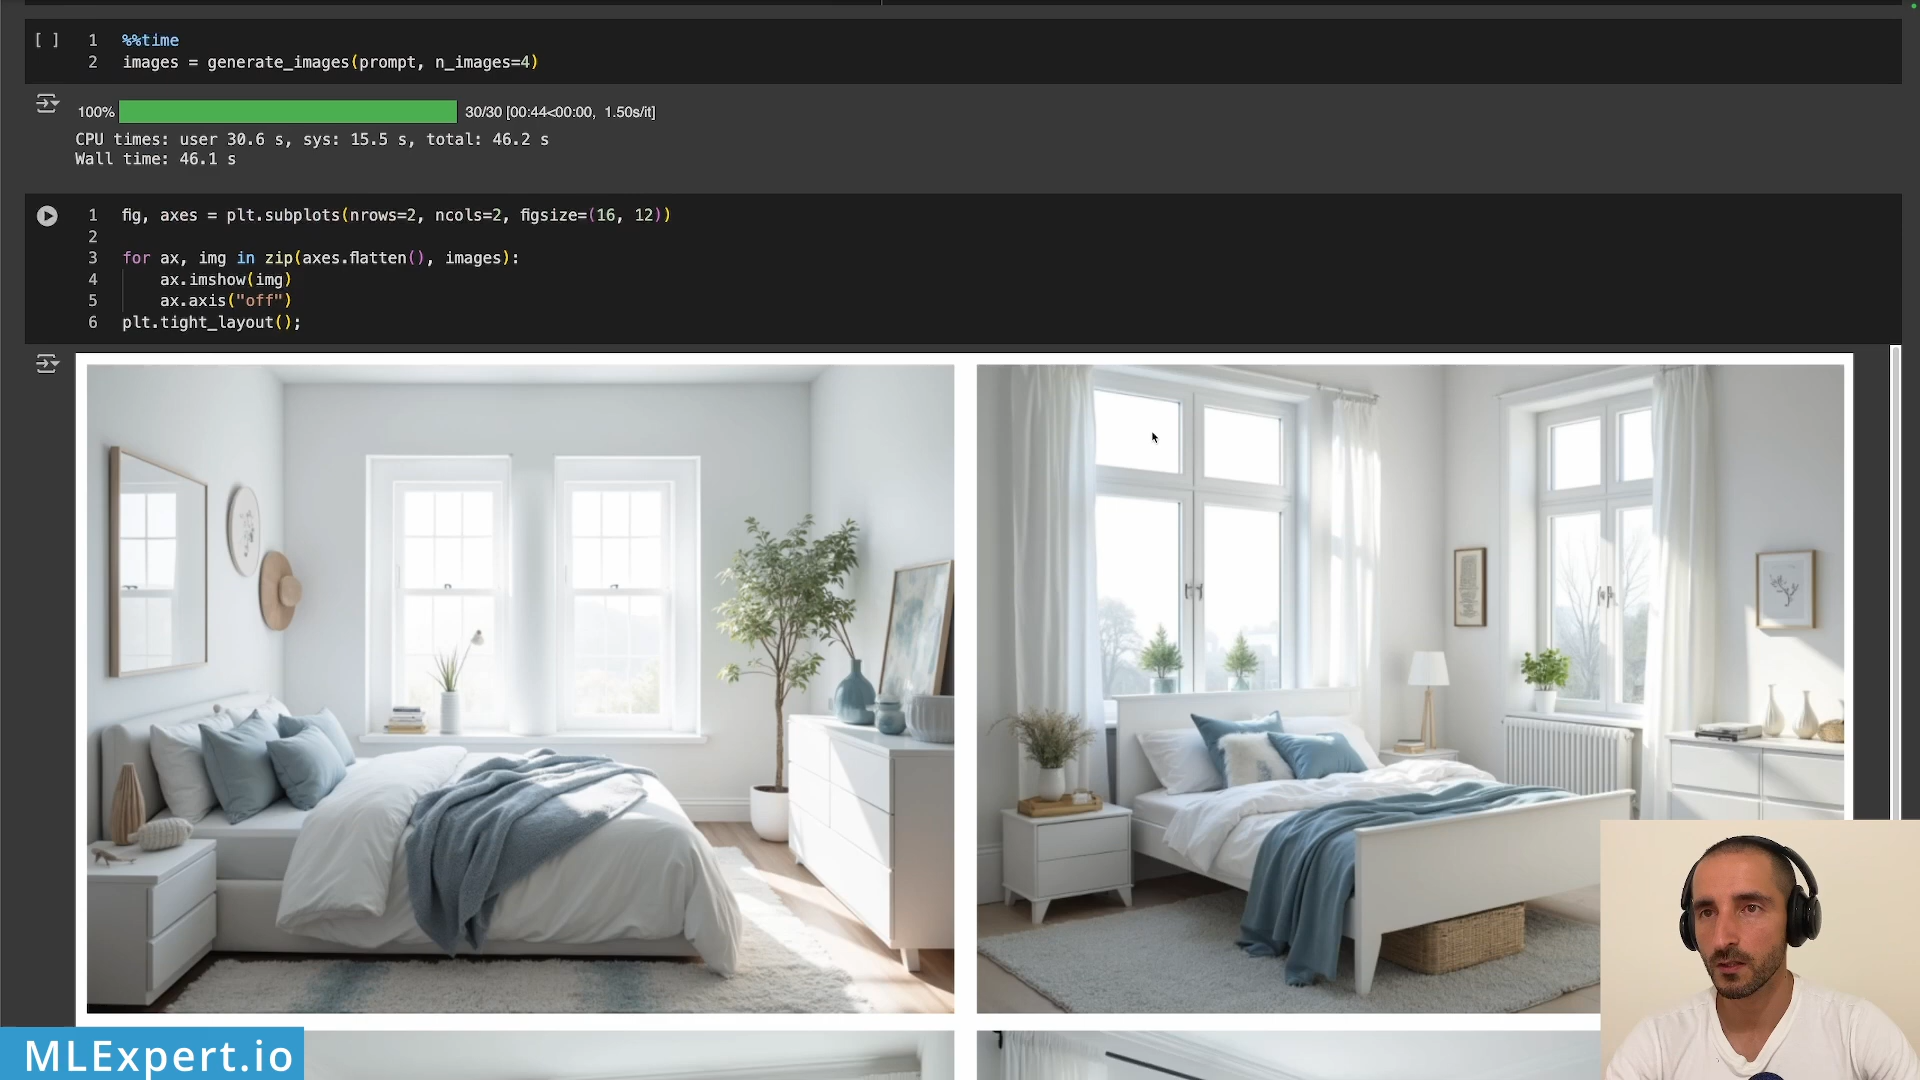 [ ] 1 %%time
2 images = generate_images(prompt, n_images=4)
100% 30/30 [00:44<00:00, 1.50s/it]
CPU times: user 30.6 s, sys: 15.5 s, total: 46.2 s
Wall time: 46.1 s
1 fig, axes = plt.subplots(nrows=2, ncols=2, figsize=(16, 12))
2
3 for ax, img in zip(axes.flatten(), images):
4 ax.imshow(img)
5 ax.axis("off")
6 plt.tight_layout();
MLExpert.io